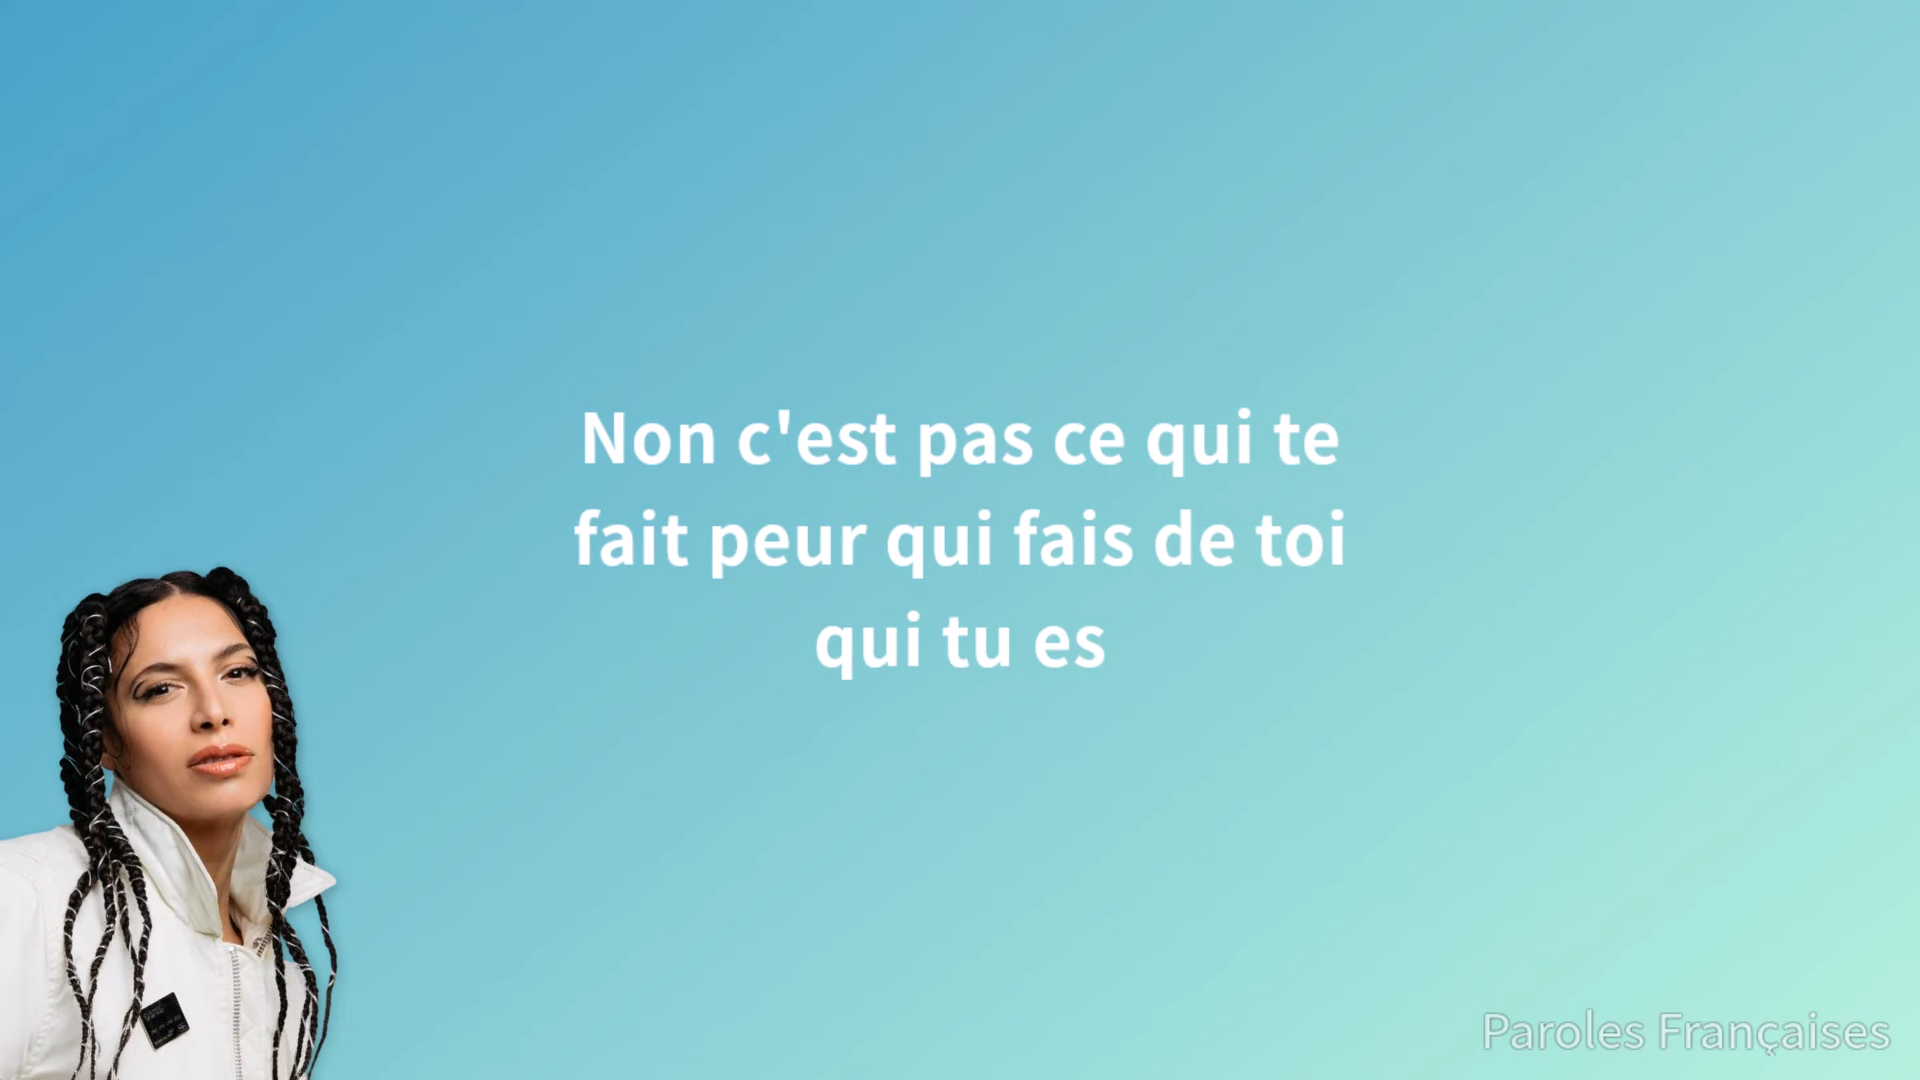 Non c'est pas ce qui te
fait peur qui fais de toi
qui tu es
Paroles Françaises